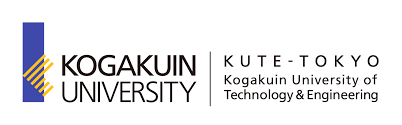 KOGAKUIN
UNIVERSITY
KUTE-TOKYO
Kogakuin University of
Technology & Engineering